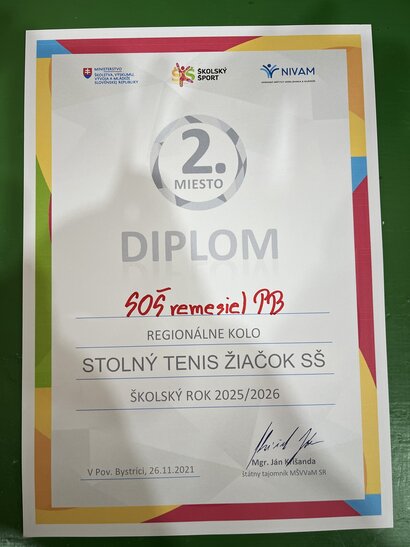 MINISTERSTVO
ŠKOLSTVA, VÝSKUMU,
VÝVOJA A MLÁDEŽE
SLOVENSKEJ REPUBLIKY
ŠKOLSKÝ
ŠPORT
NIVAM
2.
MIESTO
DIPLOM
SOŠ remesiel PB
REGIONÁLNE KOLO
STOLNÝ TENIS ŽIAČOK SŠ
ŠKOLSKÝ ROK 2025/2026
V Pov. Bystrici, 26.11.2021
Mgr. Ján Krišanda
štátny tajomník MŠVVaM SR